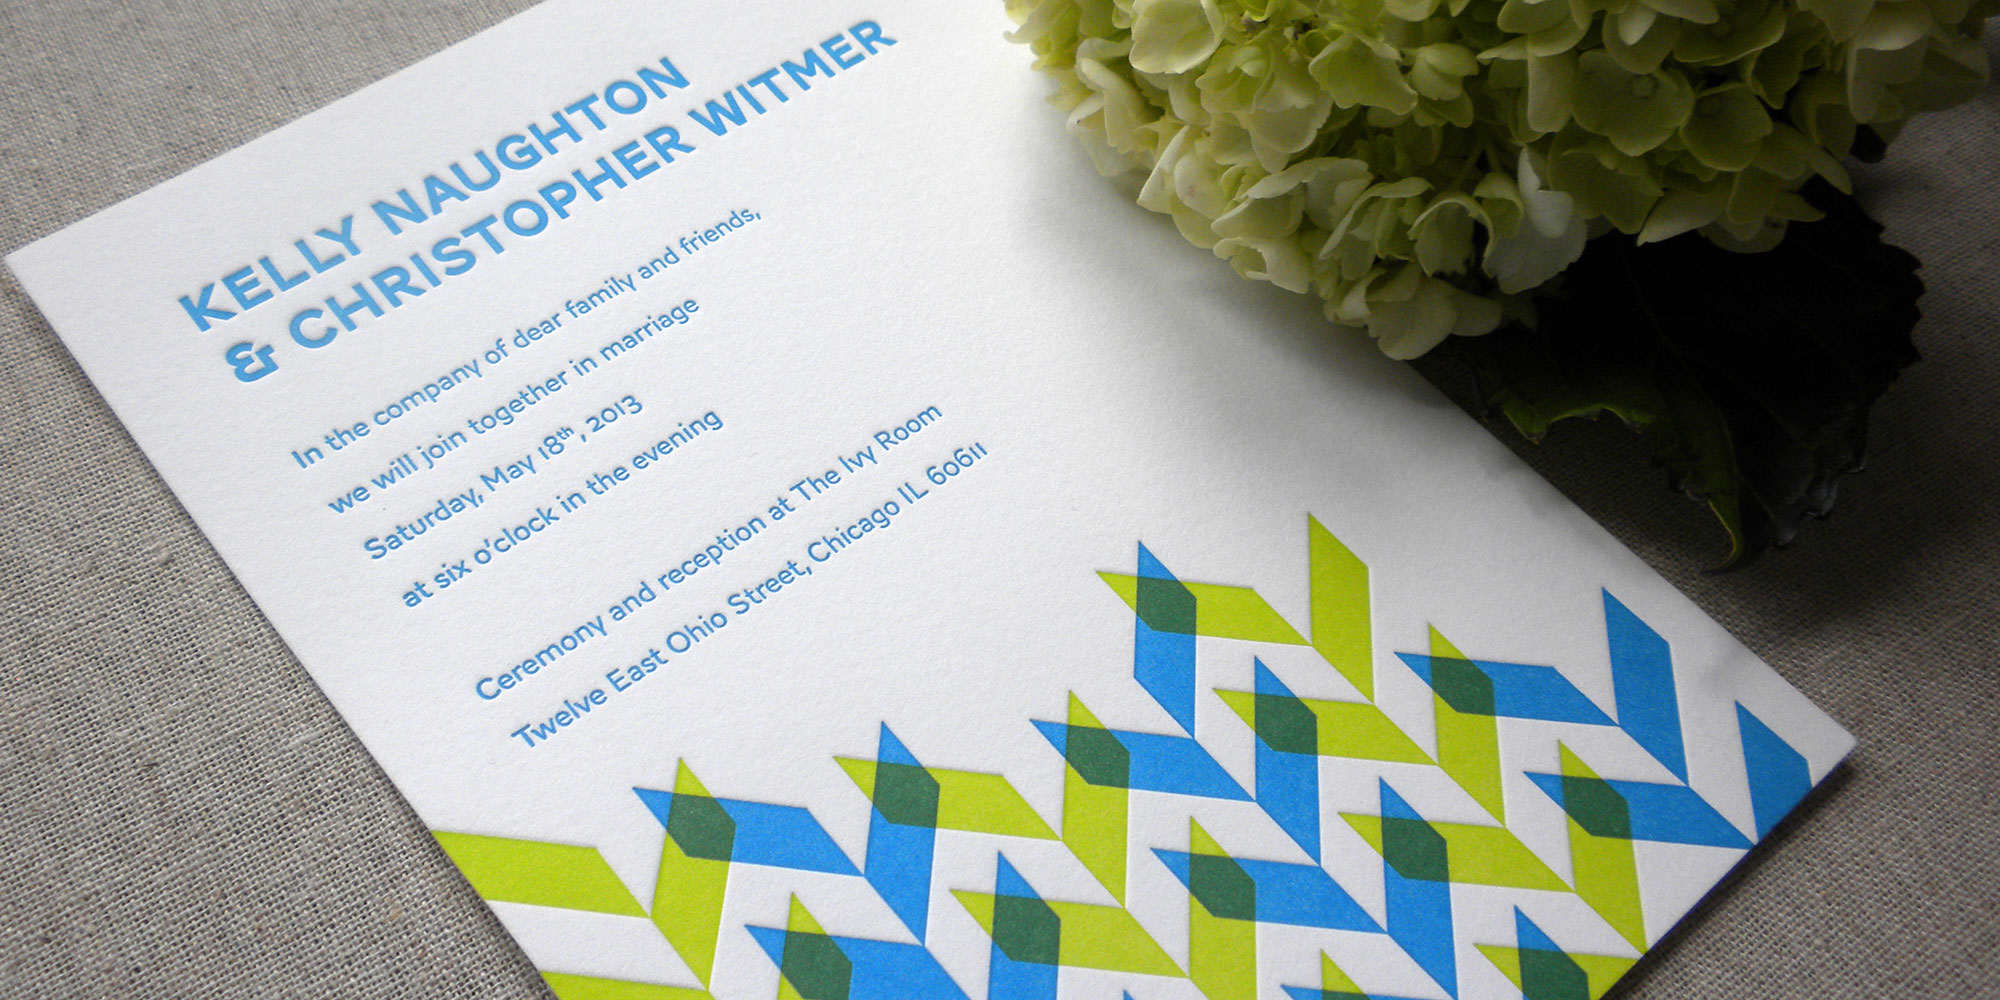 KELLY NAUGHTON
& CHRISTOPHER WITMER
In the company of dear family and friends,
we will join together in marriage
Saturday, May 18th, 2013
at six o'clock in the evening
Ceremony and reception at The Ivy Room
Twelve East Ohio Street, Chicago IL 60611